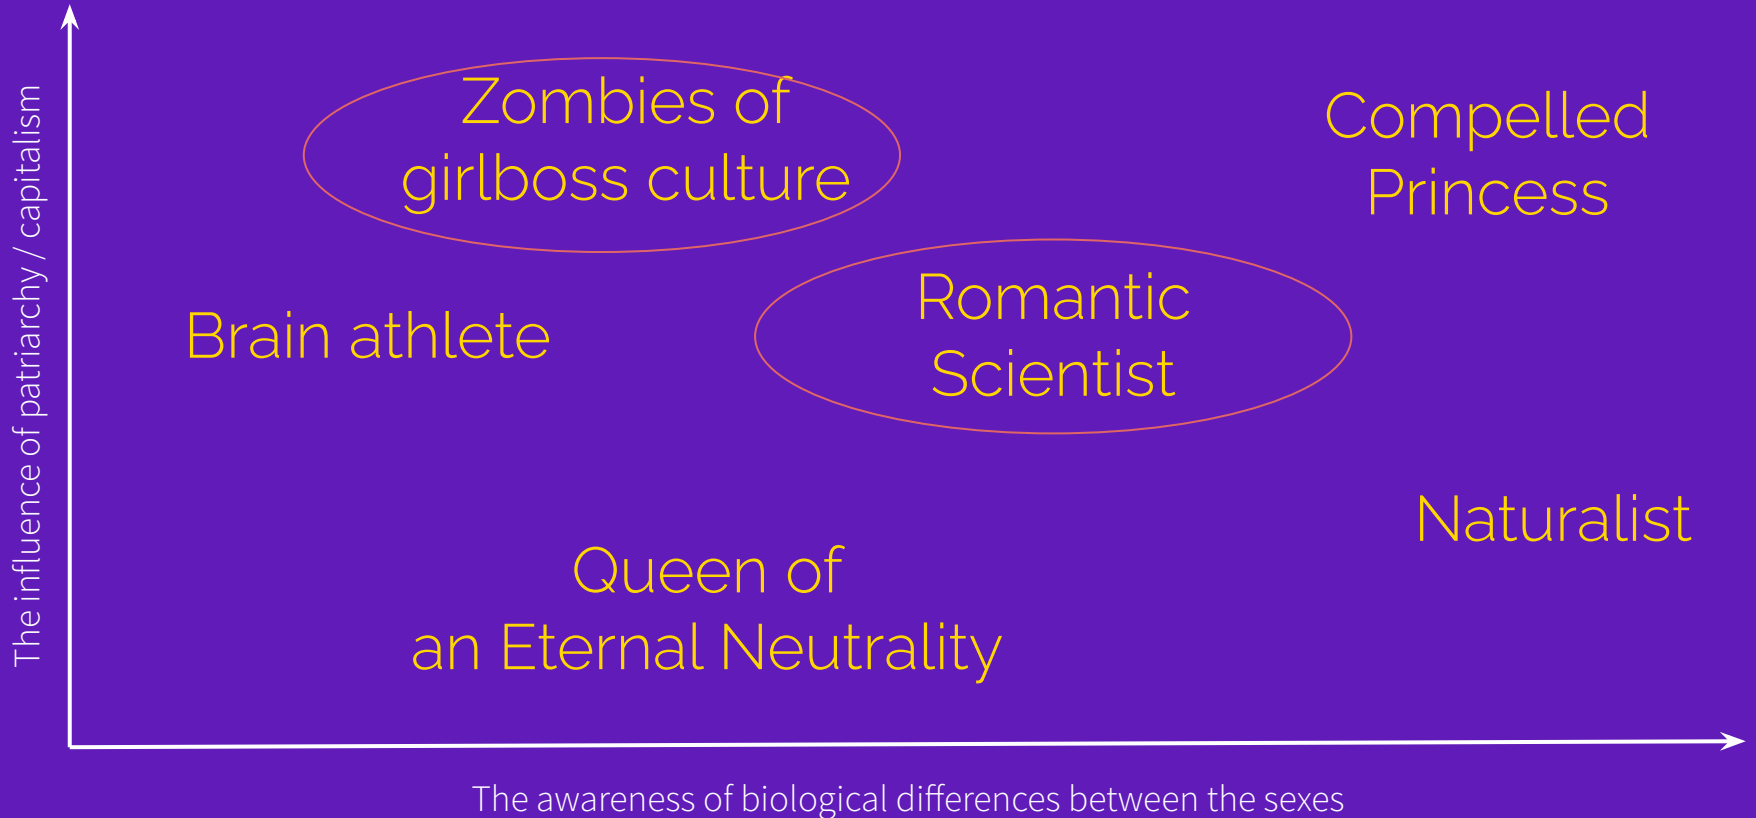 The influence of patriarchy / capitalism
Zombies of
girlboss culture
Compelled
Princess
Brain athlete
Romantic
Scientist
Naturalist
Queen of
an Eternal Neutrality
The awareness of biological differences between the sexes